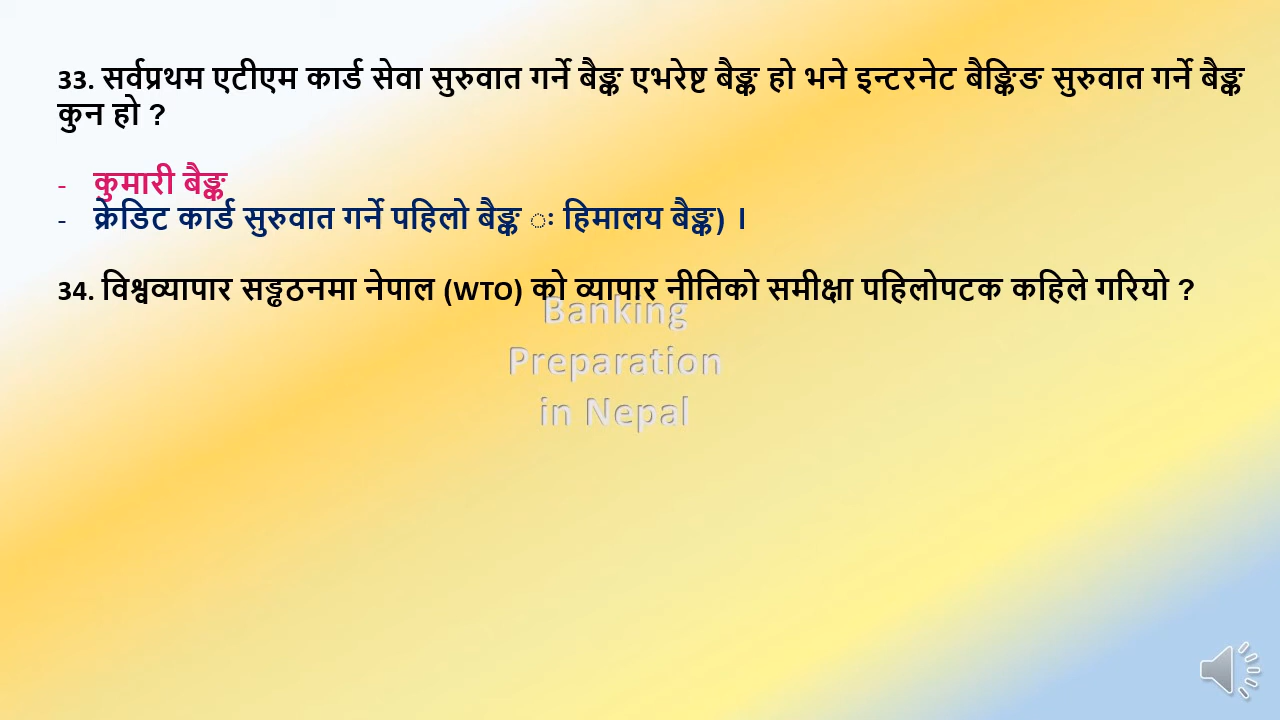 33. सर्वप्रथम एटीएम कार्ड सेवा सुरुवात गर्ने बैङ्क एभरेष्ट बैङ्क हो भने इन्टरनेट बैङ्किङ सुरुवात गर्ने बैङ्क
कुन हो ?
- कुमारी बैङ्क
- क्रेडिट कार्ड सुरुवात गर्ने पहिलो बैङ्क ः हिमालय बैङ्क) ।
34. विश्वव्यापार सङ्ढठनमा नेपाल (WTO) को व्यापार नीतिको समीक्षा पहिलोपटक कहिले गरियो ?
Banking
Preparation
in Nepal